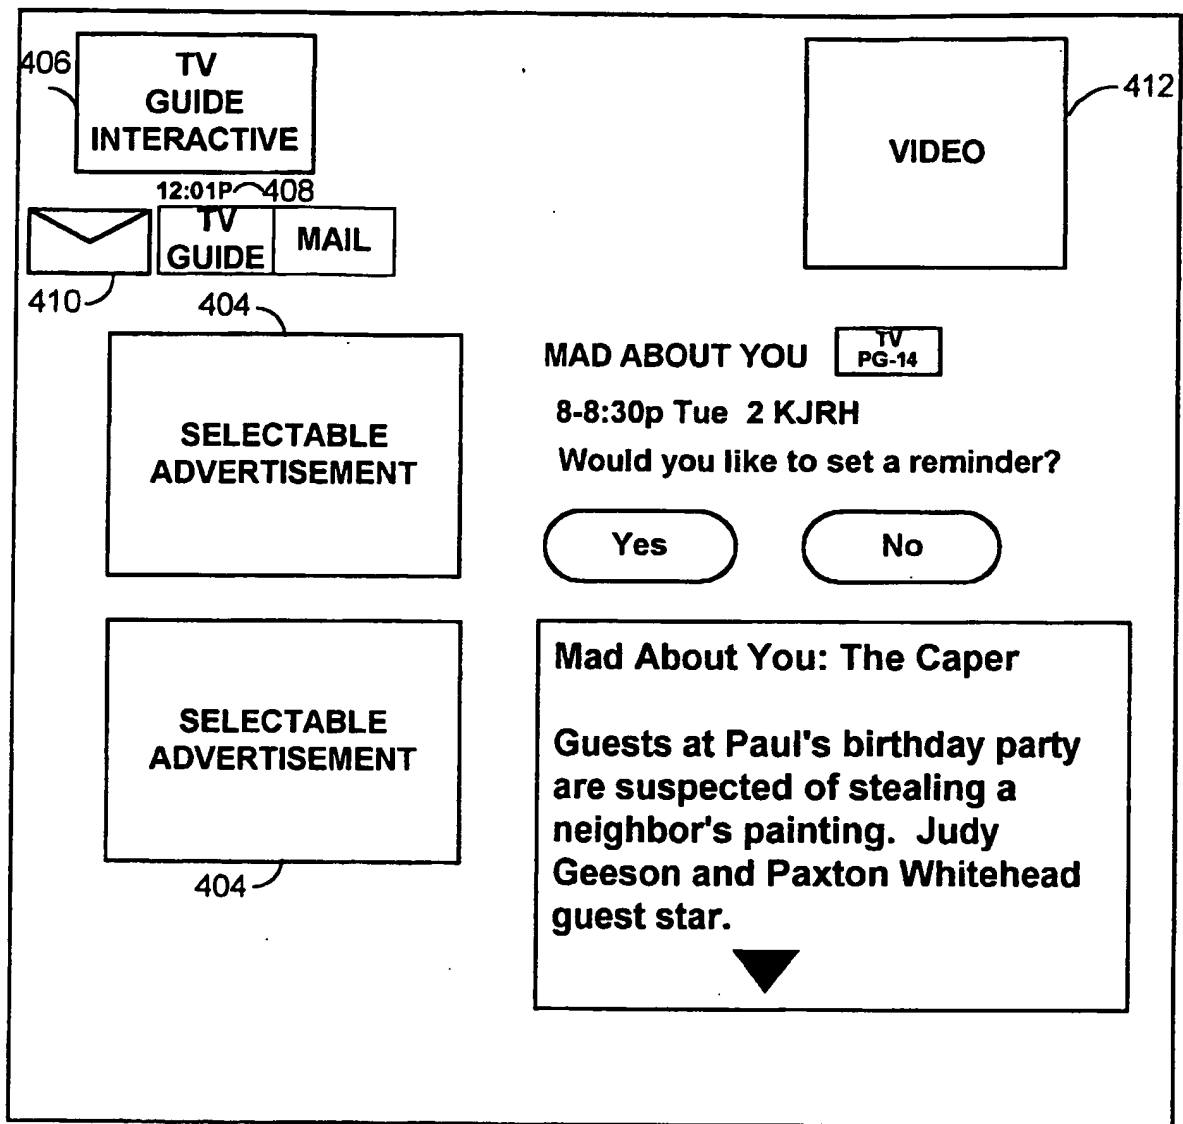 406
TV
GUIDE
INTERACTIVE
12:01P 408
TV
GUIDE
MAIL
410
VIDEO
412
404
SELECTABLE
ADVERTISEMENT
MAD ABOUT YOU
TV
PG-14
8-8:30p Tue 2 KJRH
Would you like to set a reminder?
Yes
No
SELECTABLE
ADVERTISEMENT
404
Mad About You: The Caper
Guests at Paul's birthday party
are suspected of stealing a
neighbor's painting. Judy
Geeson and Paxton Whitehead
guest star.